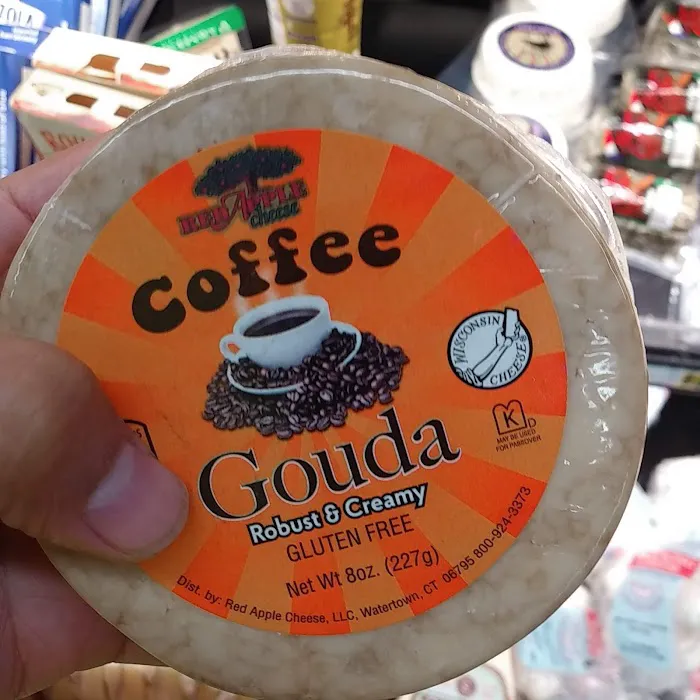 RED APPLE
cheese
Coffee
WISCONSIN
CHEESE
K D
MAY BE USED
FOR PASSOVER
Gouda
Robust & Creamy
GLUTEN FREE
Net Wt 8oz. (227g)
Dist. by: Red Apple Cheese, LLC, Watertown, CT 06795 800-924-3373